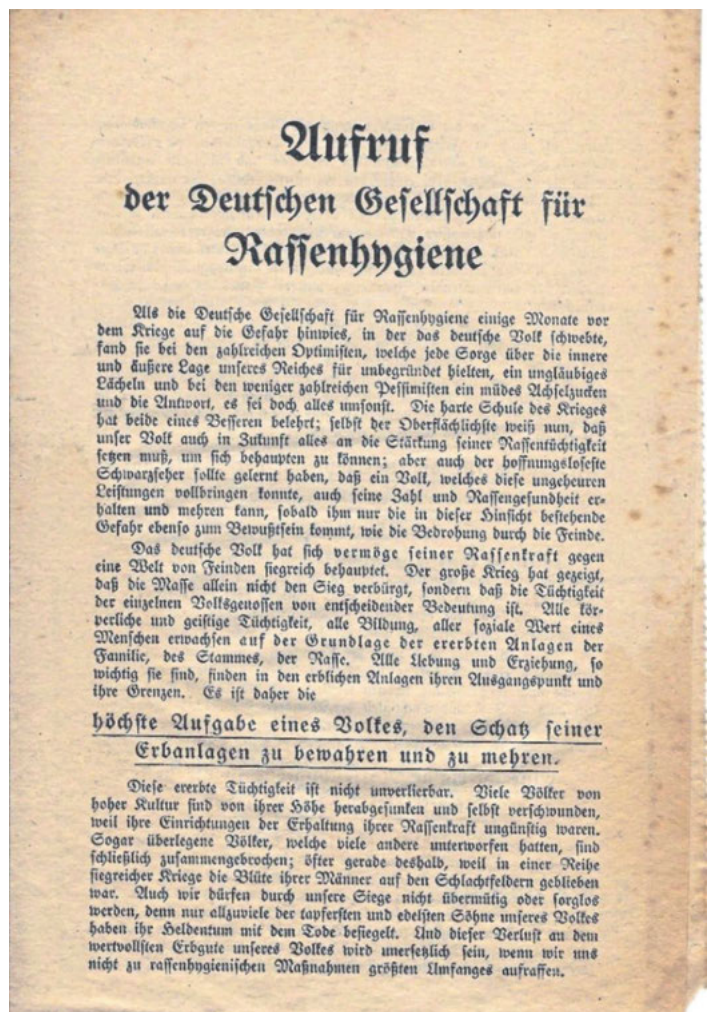 Aufruf
der Deutschen Gesellschaft für
Rassenhygiene
Als die Deutsche Gesellschaft für Rassenhygiene einige Monate vor
dem Kriege auf die Gefahr hinwies, in der das deutsche Volk schwebte,
fand sie bei den zahlreichen Optimisten, welche jede Sorge über die innere
und äußere Lage unseres Reiches für unbegründet hielten, ein ungläubiges
Lächeln und bei den weniger zahlreichen Pessimisten ein müdes Achselzucken
und die Antwort, es sei doch alles umsonst. Die harte Schule des Krieges
hat beide eines Besseren belehrt; selbst der Oberflächlichste weiß nun, daß
unser Volk auch in Zukunft alles an die Stärkung seiner Rassentüchtigkeit
setzen muß, um sich behaupten zu können; aber auch der hoffnungsloseste
Schwarzseher sollte gelernt haben, daß ein Volk, welches diese ungeheuren
Leistungen vollbringen konnte, auch seine Zahl und Rassengesundheit er-
halten und mehren kann, sobald ihm nur die in dieser Hinsicht bestehende
Gefahr ebenso zum Bewußtsein kommt, wie die Bedrohung durch die Feinde.
Das deutsche Volk hat sich vermöge seiner Rassenkraft gegen
eine Welt von Feinden siegreich behauptet. Der große Krieg hat gezeigt,
daß die Masse allein nicht den Sieg verbürgt, sondern daß die Tüchtigkeit
der einzelnen Volksgenossen von entscheidender Bedeutung ist. Alle kör-
perliche und geistige Tüchtigkeit, alle Bildung, aller soziale Wert eines
Menschen erwachsen auf der Grundlage der ererbten Anlagen der
Familie, des Stammes, der Rasse. Alle Uebung und Erziehung, so
wichtig sie sind, finden in den erblichen Anlagen ihren Ausgangspunkt und
ihre Grenzen. Es ist daher die
höchste Aufgabe eines Volkes, den Schatz seiner
Erbanlagen zu bewahren und zu mehren.
Diese ererbte Tüchtigkeit ist nicht unverlierbar. Viele Völker von
hoher Kultur sind von ihrer Höhe herabgesunken und selbst verschwunden,
weil ihre Einrichtungen der Erhaltung ihrer Rassenkraft ungünstig waren.
Sogar überlegene Völker, welche viele andere unterworfen hatten, sind
schließlich zusammengebrochen; öfter gerade deshalb, weil in einer Reihe
siegreicher Kriege die Blüte ihrer Männer auf den Schlachtfeldern geblieben
war. Auch wir dürfen durch unsere Siege nicht übermütig oder sorglos
werden, denn nur allzuviele der tapfersten und edelsten Söhne unseres Volkes
haben ihr Heldentum mit dem Tode besiegelt. Und dieser Verlust an dem
wertvollsten Erbgute unseres Volkes wird unersetzlich sein, wenn wir uns
nicht zu rassenhygienischen Maßnahmen größten Umfanges aufraffen.